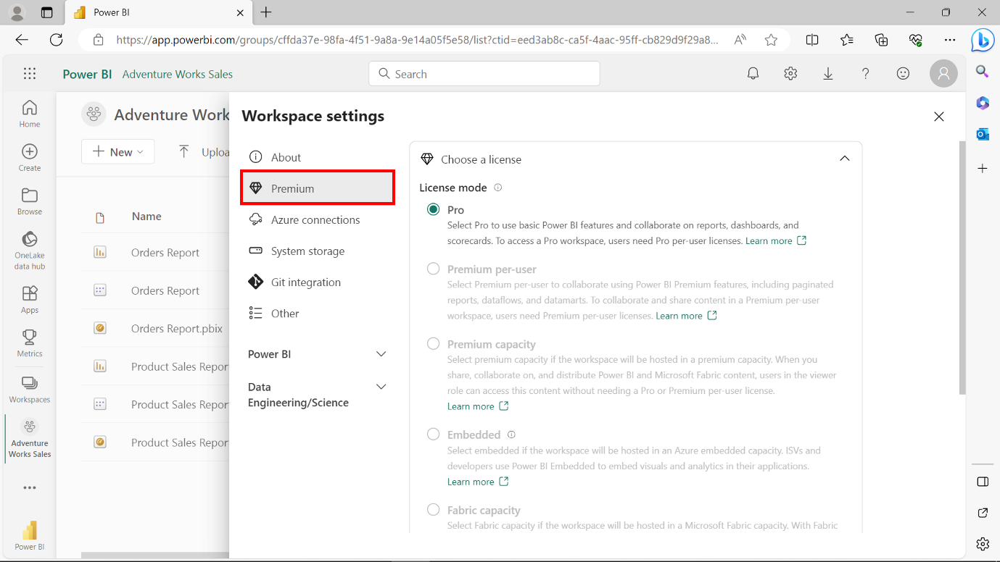 Power BI
https://app.powerbi.com/groups/cffda37e-98fa-4f51-9a8a-9e14a05f5e58/list?ctid=eed3ab8c-ca5f-4aac-95ff-cb829d9f29a8...
Power BI Adventure Works Sales
Search
Home
Create
Browse
OneLake
data hub
Apps
Metrics
Workspaces
Adventure
Works Sales
Power BI
Adventure Work
New
Uploa
Name
Orders Report
Orders Report
Orders Report.pbix
Product Sales Repor
Product Sales Repor
Product Sales Repor
Workspace settings
About
Premium
Azure connections
System storage
Git integration
Other
Power BI
Data
Engineering/Science
Choose a license
License mode
Pro
Select Pro to use basic Power BI features and collaborate on reports, dashboards, and
scorecards. To access a Pro workspace, users need Pro per-user licenses. Learn more
Premium per-user
Select Premium per-user to collaborate using Power BI Premium features, including paginated
reports, dataflows, and datamarts. To collaborate and share content in a Premium per-user
workspace, users need Premium per-user licenses. Learn more
Premium capacity
Select premium capacity if the workspace will be hosted in a premium capacity. When you
share, collaborate on, and distribute Power BI and Microsoft Fabric content, users in the viewer
role can access this content without needing a Pro or Premium per-user license.
Learn more
Embedded
Select embedded if the workspace will be hosted in an Azure embedded capacity. ISVs and
developers use Power BI Embedded to embed visuals and analytics in their applications.
Learn more
Fabric capacity
Select Fabric capacity if the workspace will be hosted in a Microsoft Fabric capacity. With Fabric